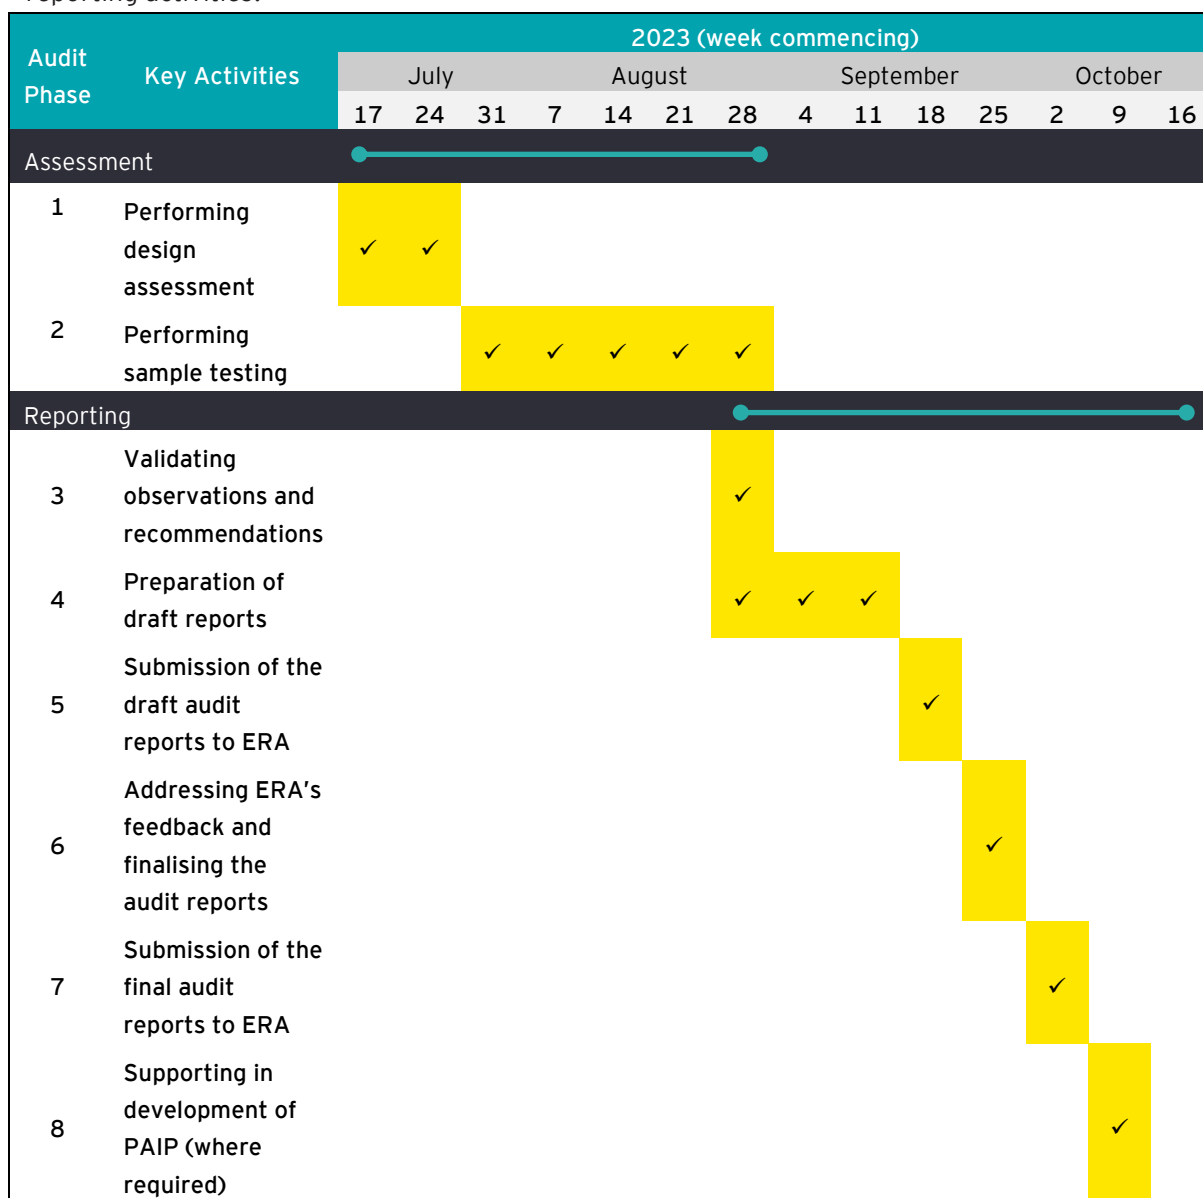 reporting activities.
2023 (week commencing)
Audit
Phase
Key Activities
July August September October
17 24 31 7 14 21 28 4 11 18 25 2 9 16
Assessment
1 Performing
design
assessment
✓ ✓
2 Performing
sample testing
✓ ✓ ✓ ✓ ✓
Reporting
3 Validating
observations and
recommendations
✓
4 Preparation of
draft reports
✓ ✓ ✓
5 Submission of the
draft audit
reports to ERA
✓
6 Addressing ERA’s
feedback and
finalising the
audit reports
✓
7 Submission of the
final audit
reports to ERA
✓
8 Supporting in
development of
PAIP (where
required)
✓